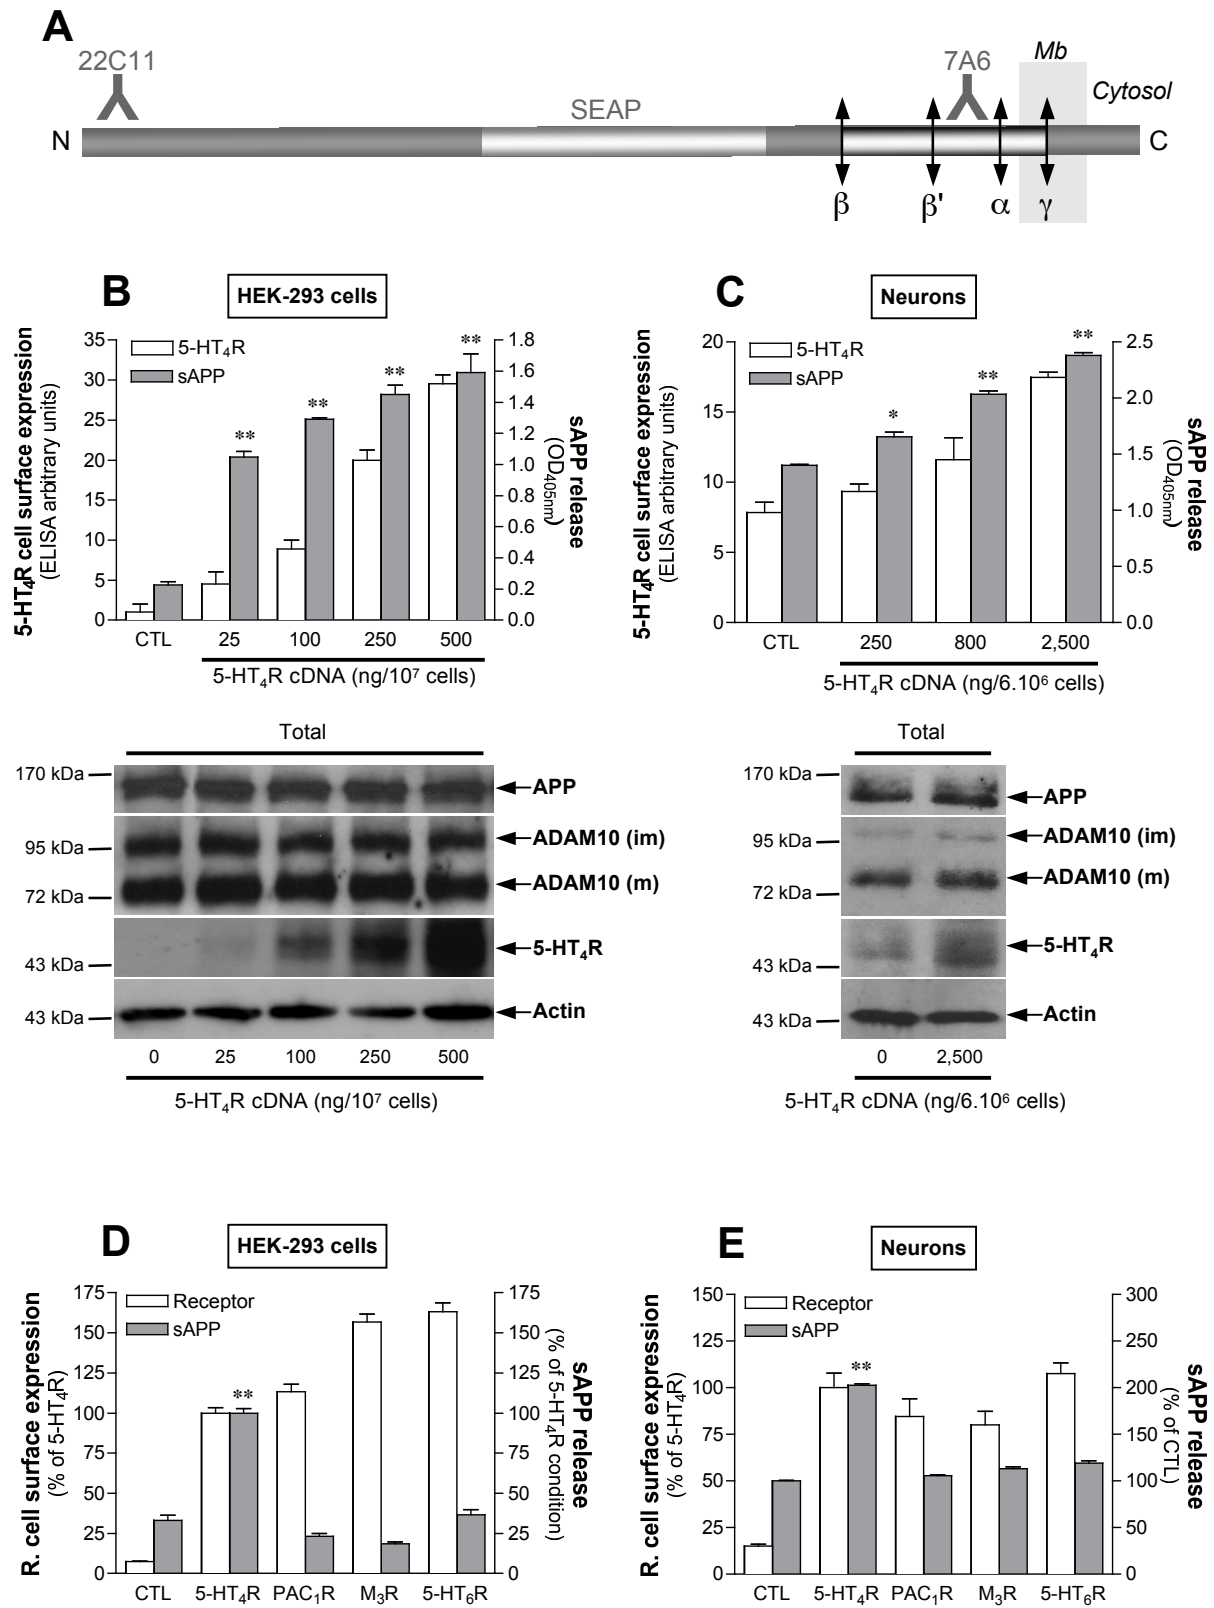 A
22C11
7A6
Mb
Cytosol
SEAP
N
C
β
β'
α
γ
B
HEK-293 cells
5-HT4R cell surface expression
(ELISA arbitrary units)
35
30
25
20
15
10
5
0
5-HT4R
sAPP
**
**
**
**
1.8
1.6
1.4
1.2
1.0
0.8
0.6
0.4
0.2
0.0
sAPP release
(OD405nm)
CTL 25 100 250 500
5-HT4R cDNA (ng/10⁷ cells)
C
Neurons
5-HT4R cell surface expression
(ELISA arbitrary units)
20
15
10
5
0
5-HT4R
sAPP
*
**
**
2.5
2.0
1.5
1.0
0.5
0.0
sAPP release
(OD405nm)
CTL 250 800 2,500
5-HT4R cDNA (ng/6.10⁶ cells)
Total
170 kDa
APP
95 kDa
ADAM10 (im)
72 kDa
ADAM10 (m)
43 kDa
5-HT4R
43 kDa
Actin
0 25 100 250 500
5-HT4R cDNA (ng/10⁷ cells)
Total
170 kDa
APP
95 kDa
ADAM10 (im)
72 kDa
ADAM10 (m)
43 kDa
5-HT4R
43 kDa
Actin
0 2,500
5-HT4R cDNA (ng/6.10⁶ cells)
D
HEK-293 cells
R. cell surface expression
(% of 5-HT4R)
175
150
125
100
75
50
25
0
Receptor
sAPP
**
175
150
125
100
75
50
25
0
sAPP release
(% of 5-HT4R condition)
CTL 5-HT4R PAC1R M3R 5-HT6R
E
Neurons
R. cell surface expression
(% of 5-HT4R)
150
125
100
75
50
25
0
Receptor
sAPP
**
300
250
200
150
100
50
0
sAPP release
(% of CTL)
CTL 5-HT4R PAC1R M3R 5-HT6R